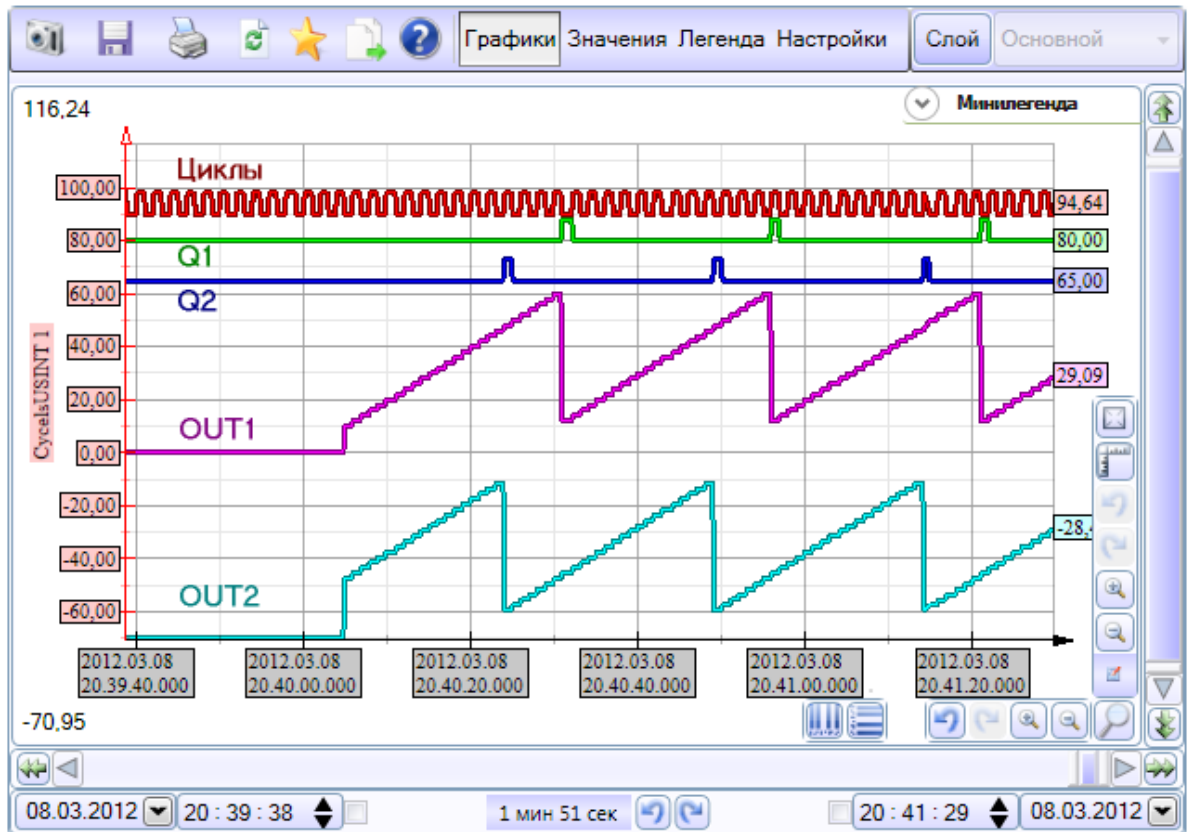 Графики Значения Легенда Настройки Слой Основной
116,24
Минилегенда
Циклы
100,00
94,64
80,00
80,00
Q1
65,00
60,00
Q2
CycelsUSINT 1
40,00
29,09
20,00
OUT1
0,00
-20,00
-28,
-40,00
OUT2
-60,00
2012.03.08 2012.03.08 2012.03.08 2012.03.08 2012.03.08 2012.03.08
20.39.40.000 20.40.00.000 20.40.20.000 20.40.40.000 20.41.00.000 20.41.20.000
-70,95
08.03.2012 20 : 39 : 38 1 мин 51 сек 20 : 41 : 29 08.03.2012